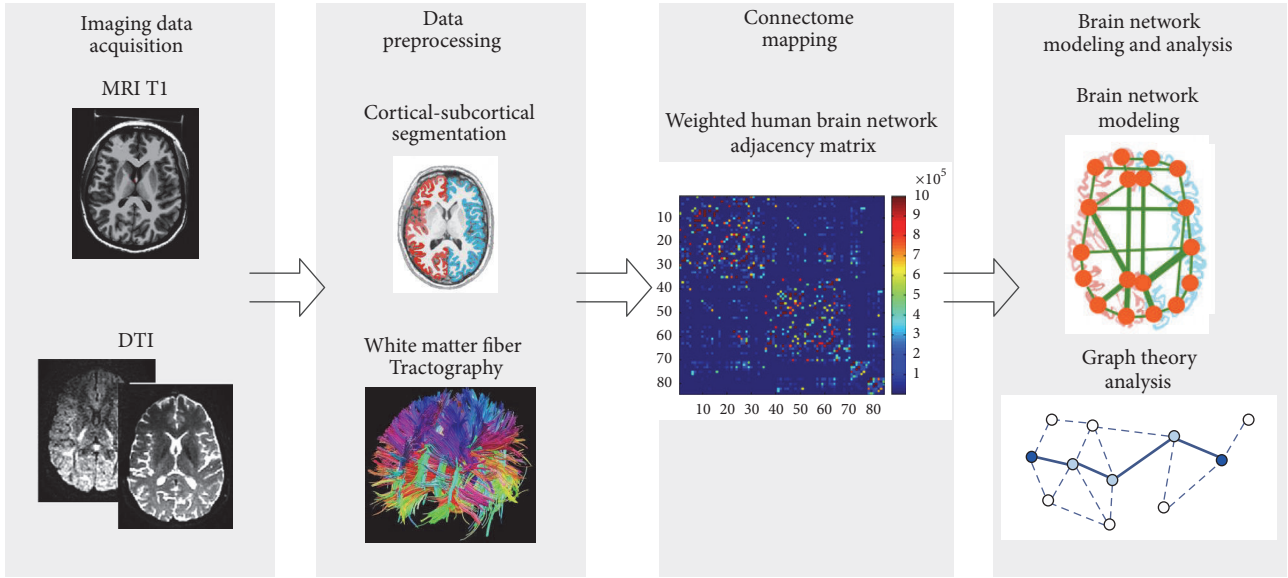 Imaging data
acquisition
MRI T1
DTI
Data
preprocessing
Cortical-subcortical
segmentation
White matter fiber
Tractography
Connectome
mapping
Weighted human brain network
adjacency matrix
×10⁵
10
9
8
7
6
5
4
3
2
1
10
20
30
40
50
60
70
80
10 20 30 40 50 60 70 80
Brain network
modeling and analysis
Brain network
modeling
Graph theory
analysis